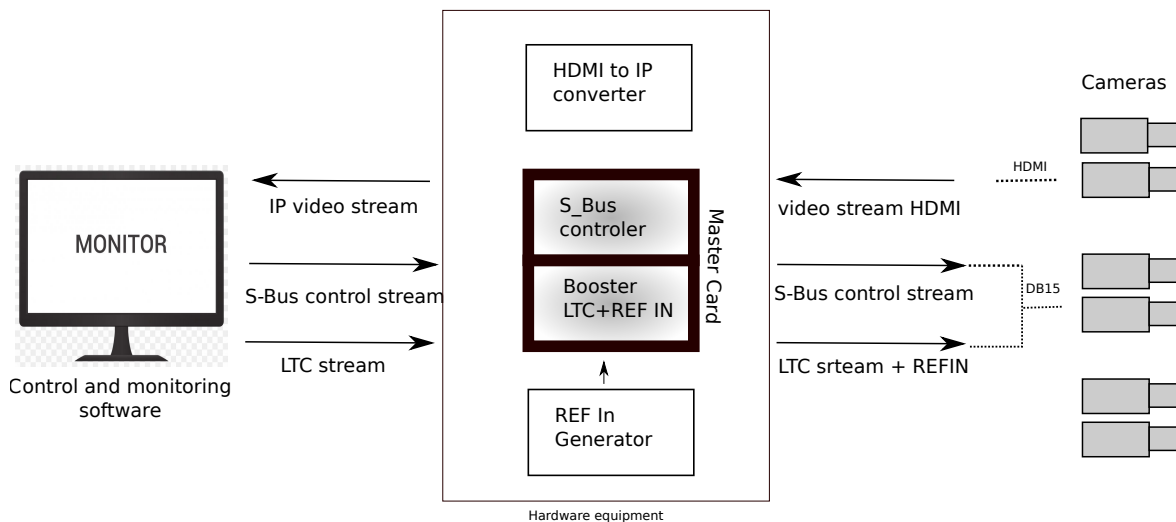 HDMI to IP
converter
Cameras
HDMI
IP video stream
S_Bus
controler
video stream HDMI
MONITOR
Master Card
S-Bus control stream
Booster
LTC+REF IN
S-Bus control stream
DB15
LTC stream
LTC srteam + REFIN
Control and monitoring
software
REF In
Generator
Hardware equipment